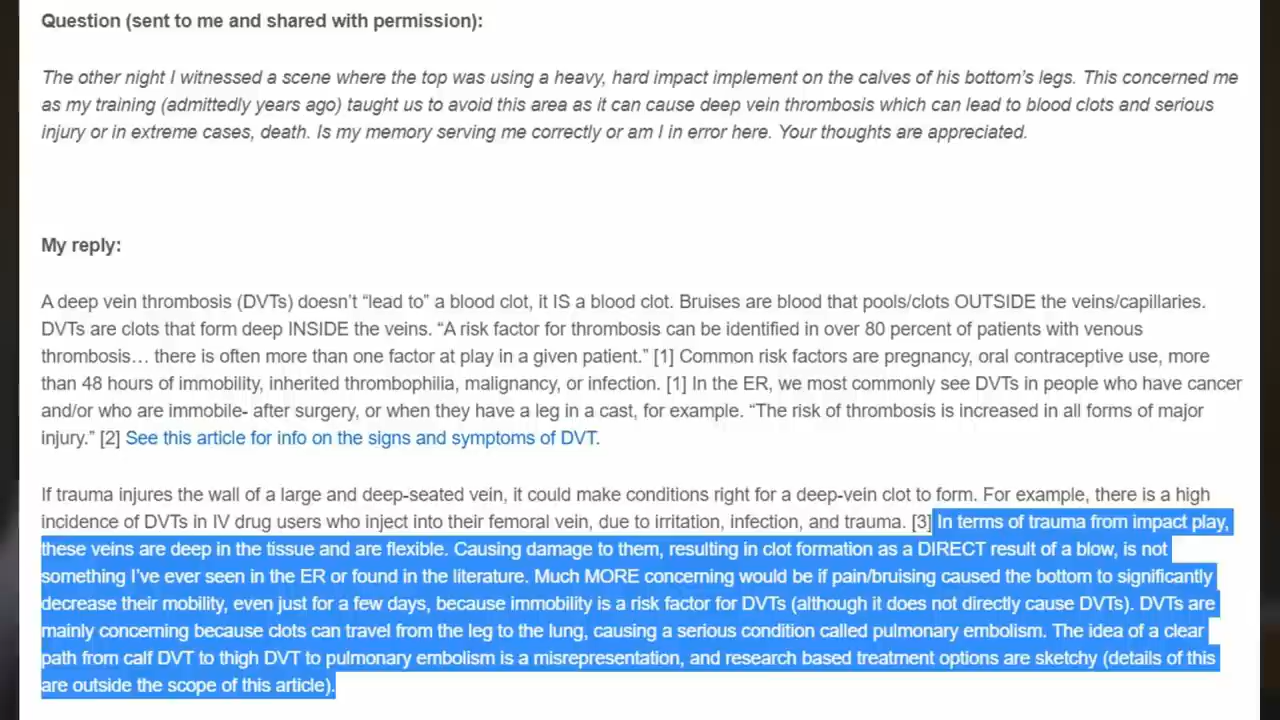 Question (sent to me and shared with permission):
The other night I witnessed a scene where the top was using a heavy, hard impact implement on the calves of his bottom's legs. This concerned me
as my training (admittedly years ago) taught us to avoid this area as it can cause deep vein thrombosis which can lead to blood clots and serious
injury or in extreme cases, death. Is my memory serving me correctly or am I in error here. Your thoughts are appreciated.
My reply:
A deep vein thrombosis (DVTs) doesn't “lead to” a blood clot, it IS a blood clot. Bruises are blood that pools/clots OUTSIDE the veins/capillaries.
DVTs are clots that form deep INSIDE the veins. “A risk factor for thrombosis can be identified in over 80 percent of patients with venous
thrombosis… there is often more than one factor at play in a given patient.” [1] Common risk factors are pregnancy, oral contraceptive use, more
than 48 hours of immobility, inherited thrombophilia, malignancy, or infection. [1] In the ER, we most commonly see DVTs in people who have cancer
and/or who are immobile- after surgery, or when they have a leg in a cast, for example. “The risk of thrombosis is increased in all forms of major
injury.” [2] See this article for info on the signs and symptoms of DVT.
If trauma injures the wall of a large and deep-seated vein, it could make conditions right for a deep-vein clot to form. For example, there is a high
incidence of DVTs in IV drug users who inject into their femoral vein, due to irritation, infection, and trauma. [3] In terms of trauma from impact play,
these veins are deep in the tissue and are flexible. Causing damage to them, resulting in clot formation as a DIRECT result of a blow, is not
something I've ever seen in the ER or found in the literature. Much MORE concerning would be if pain/bruising caused the bottom to significantly
decrease their mobility, even just for a few days, because immobility is a risk factor for DVTs (although it does not directly cause DVTs). DVTs are
mainly concerning because clots can travel from the leg to the lung, causing a serious condition called pulmonary embolism. The idea of a clear
path from calf DVT to thigh DVT to pulmonary embolism is a misrepresentation, and research based treatment options are sketchy (details of this
are outside the scope of this article).